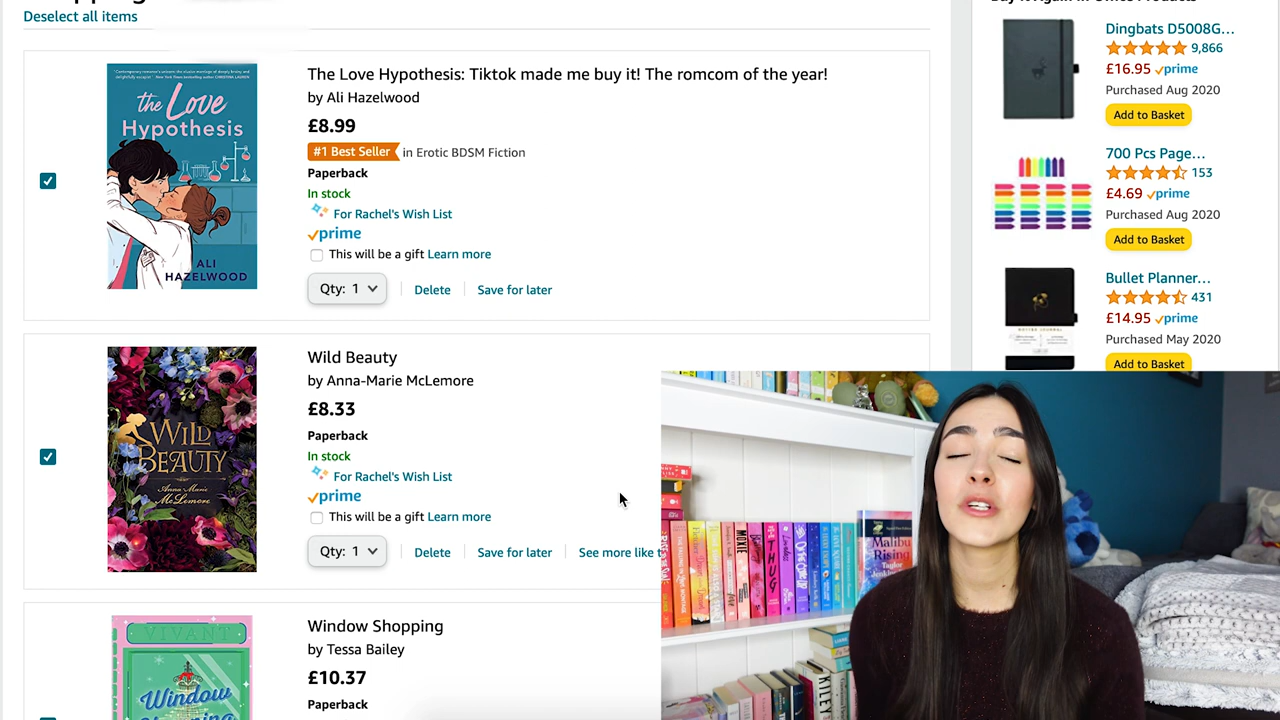 Deselect all items
The Love Hypothesis: Tiktok made me buy it! The romcom of the year
by Ali Hazelwood
£8.99
#1 Best Seller in Erotic BDSM Fiction
Paperback
In stock
For Rachel's Wish List
prime
This will be a gift Learn more
Qty: 1
Delete
Save for later
the Love
Hypothesis
ALI
HAZELWOOD
Wild Beauty
by Anna-Marie McLemore
£8.33
Paperback
In stock
For Rachel's Wish List
prime
This will be a gift Learn more
Qty: 1
Delete
Save for later
See more like t
WILD
BEAUTY
Anna-Marie
McLemore
Window Shopping
by Tessa Bailey
£10.37
Paperback
VIVANT
Window
Shopping
Dingbats D5008G...
9,866
£16.95 prime
Purchased Aug 2020
Add to Basket
700 Pcs Page...
153
£4.69 prime
Purchased Aug 2020
Add to Basket
Bullet Planner...
431
£14.95 prime
Purchased May 2020
Add to Basket
Malibu
Rising
Taylor